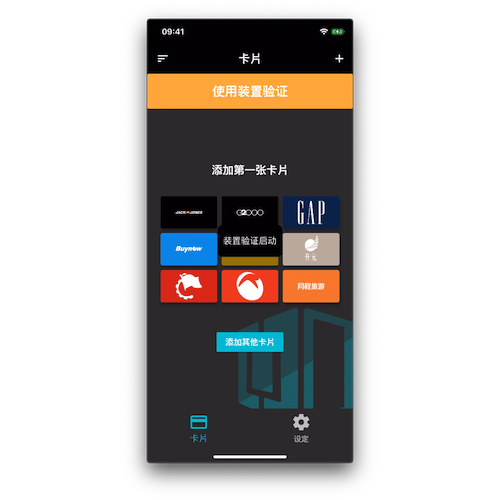 09:41
卡片
使用装置验证
添加第一张卡片
JACK JONES
G2000
GAP
Buynow
装置验证启动
开元
同程旅游
添加其他卡片
卡片
设定